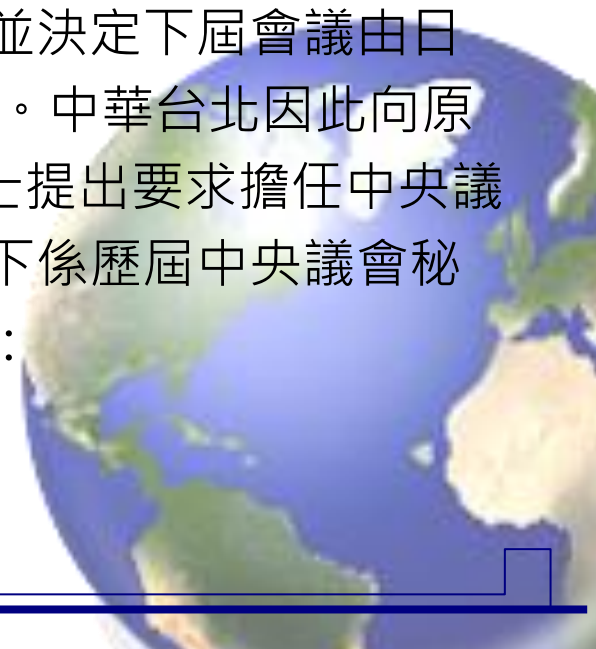 並決定下屆會議由日
。中華台北因此向原
士提出要求擔任中央議
下係歷屆中央議會秘
：